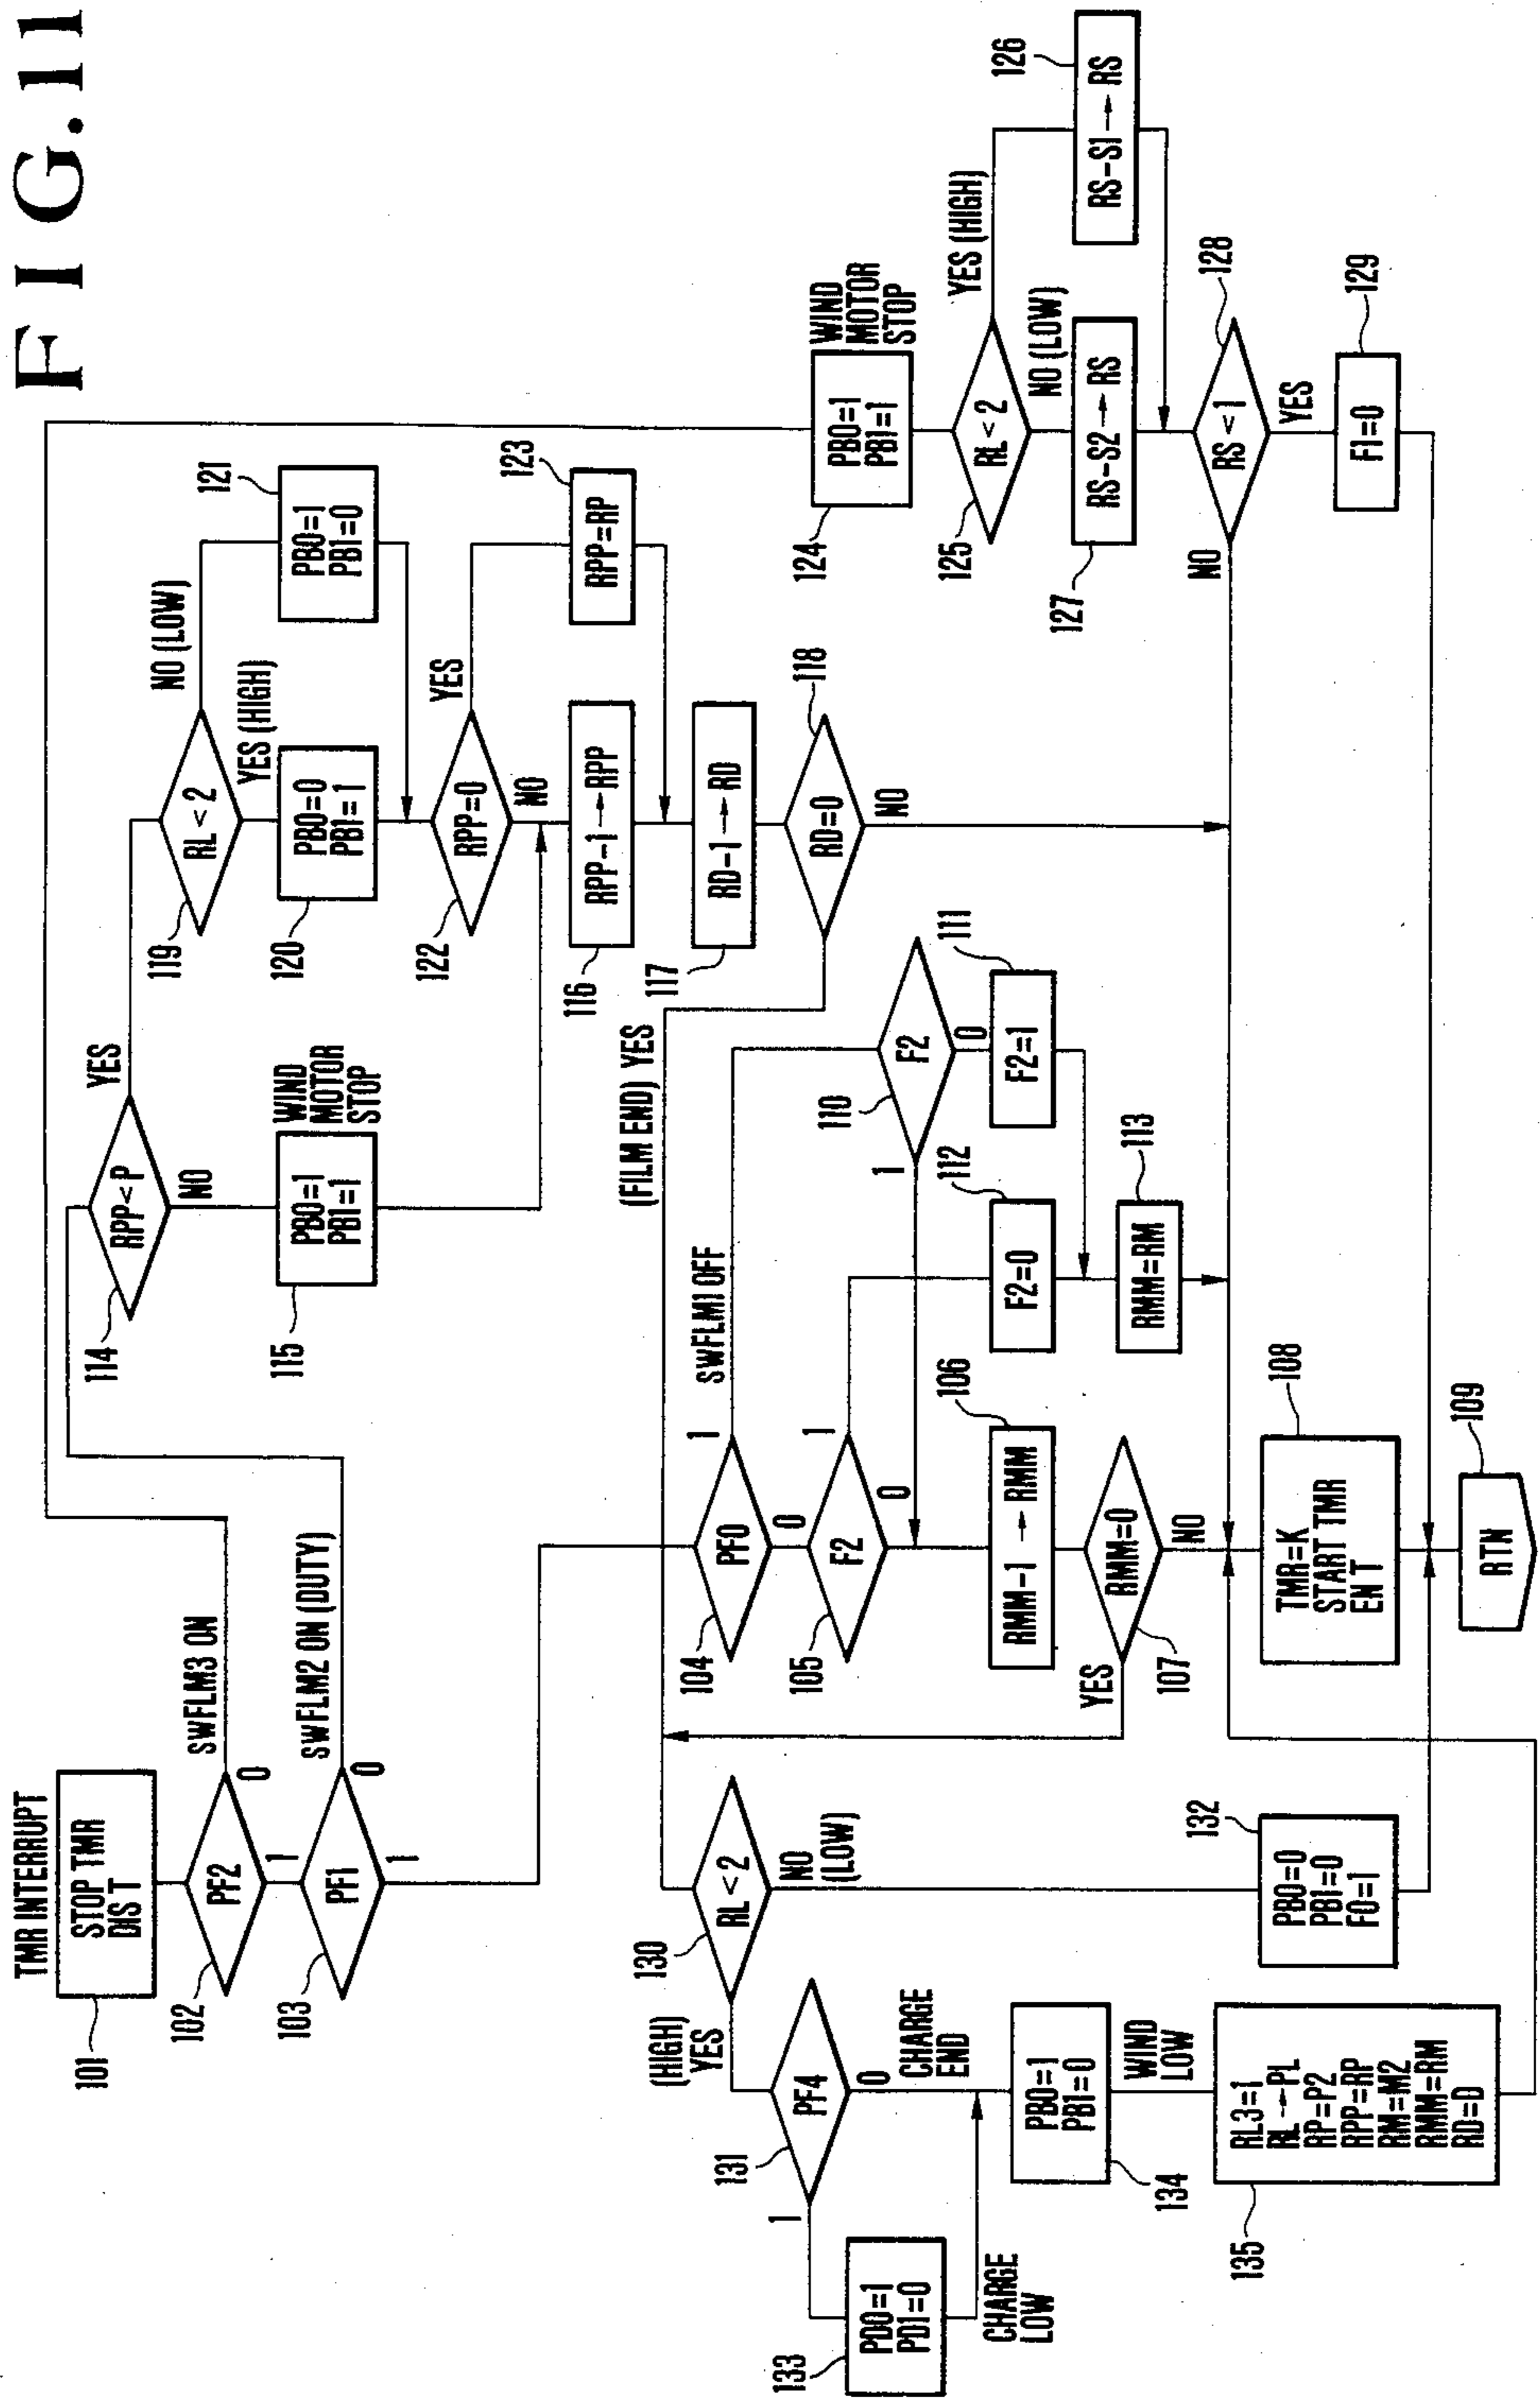 FIG.11
TMR INTERRUPT
101
STOP TMR
DIS T
102
PF2
0
SWFLM3 ON
1
103
PF1
0
SWFLM2 ON (DUTY)
1
114
RPP<P
YES
NO
115
PB0=1
PB1=1
WIND
MOTOR
STOP
119
RL < 2
NO (LOW)
YES (HIGH)
120
PB0=0
PB1=1
121
PB0=1
PB1=0
122
RPP=0
YES
NO
123
RPP=RP
116
RPP-1→RPP
117
RD-1→RD
118
RD=0
NO
(FILM END) YES
104
PF0
1
SWFLM1 OFF
0
105
F2
1
0
110
F2
1
0
111
F2=1
112
F2=0
113
RMM=RM
106
RMM-1→RMM
107
RMM=0
YES
NO
108
TMR=K
START TMR
EN T
109
RTN
124
PB0=1
PB1=1
WIND
MOTOR
STOP
125
RL < 2
YES (HIGH)
NO (LOW)
126
RS-S1→RS
127
RS-S2→RS
128
RS < 1
NO
YES
129
F1=0
130
RL < 2
(HIGH)
YES
NO
(LOW)
131
PF4
1
0
CHARGE
END
132
PB0=0
PB1=0
F0=1
133
PD0=1
PD1=0
CHARGE
LOW
134
PB0=1
PB1=0
WIND
LOW
135
RL3=1
RL→PL
RP=P2
RPP=RP
RM=M2
RMM=RM
RD=D